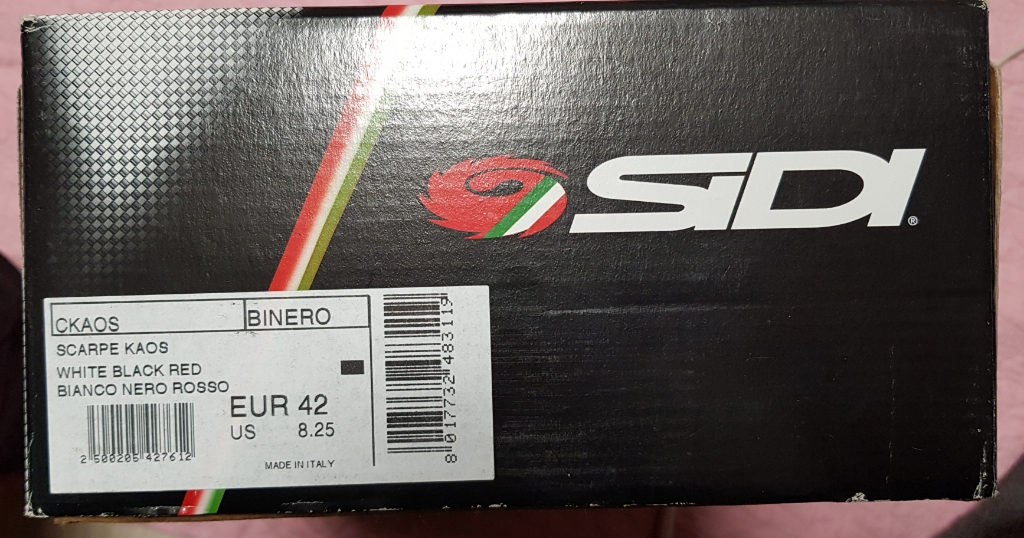 SiDI®
CKAOS BINERO
SCARPE KAOS
WHITE BLACK RED
BIANCO NERO ROSSO
EUR 42
US 8.25
2 500205 427612
MADE IN ITALY
8 017732 483119